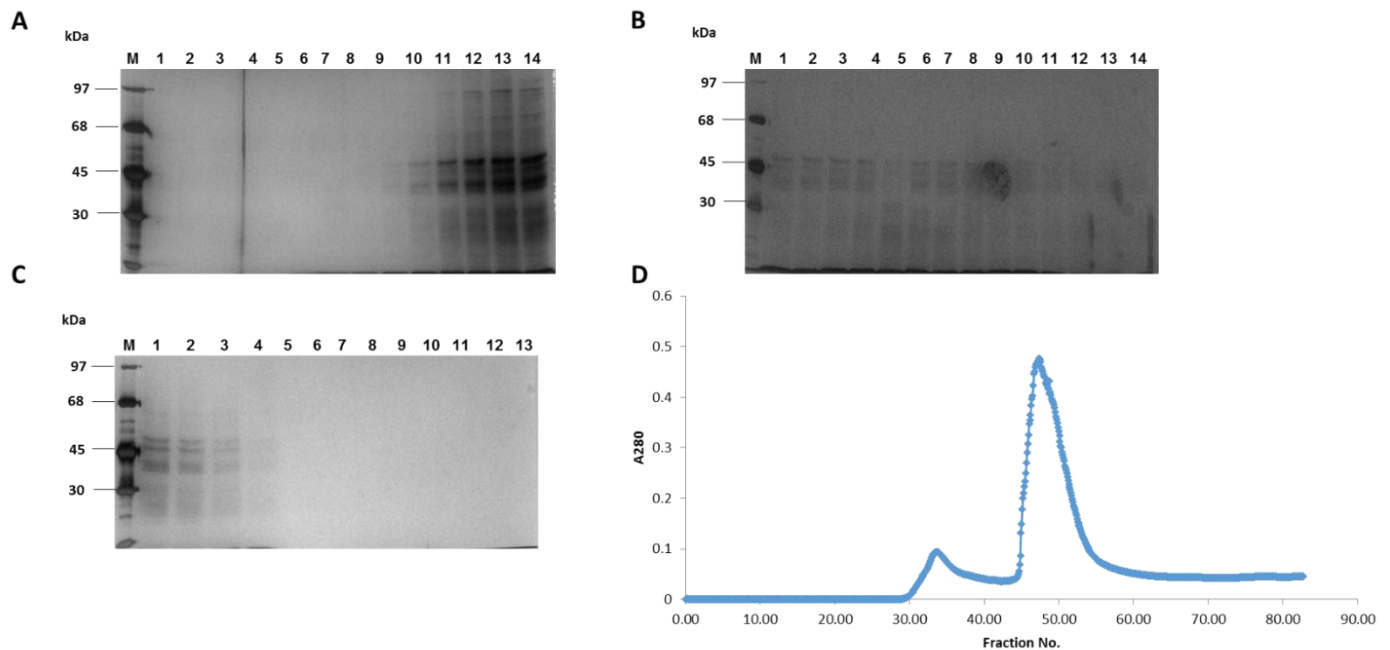 A
kDa
M 1 2 3 4 5 6 7 8 9 10 11 12 13 14
97
68
45
30
B
kDa
M 1 2 3 4 5 6 7 8 9 10 11 12 13 14
97
68
45
30
C
kDa
M 1 2 3 4 5 6 7 8 9 10 11 12 13
97
68
45
30
D
0.6
0.5
0.4
0.3
0.2
0.1
0
A280
0.00 10.00 20.00 30.00 40.00 50.00 60.00 70.00 80.00 90.00
Fraction No.